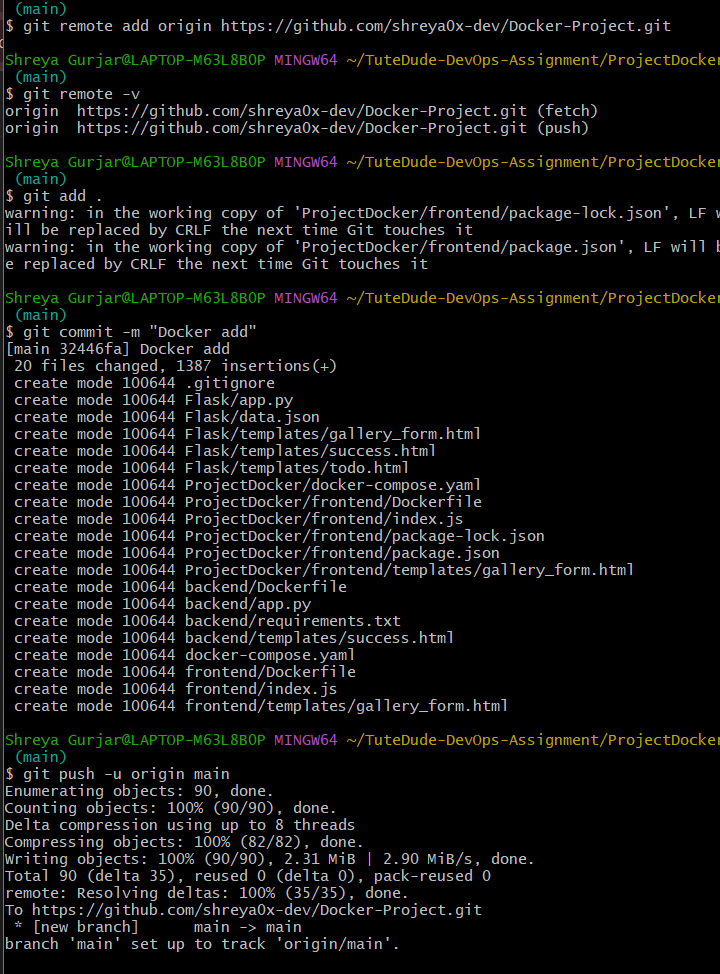 (main)
$ git remote add origin https://github.com/shreya0x-dev/Docker-Project.git
Shreya Gurjar@LAPTOP-M63L8B0P MINGW64 ~/TuteDude-DevOps-Assignment/ProjectDocker
(main)
$ git remote -v
origin  https://github.com/shreya0x-dev/Docker-Project.git (fetch)
origin  https://github.com/shreya0x-dev/Docker-Project.git (push)
Shreya Gurjar@LAPTOP-M63L8B0P MINGW64 ~/TuteDude-DevOps-Assignment/ProjectDocker
(main)
$ git add .
warning: in the working copy of 'ProjectDocker/frontend/package-lock.json', LF w
ill be replaced by CRLF the next time Git touches it
warning: in the working copy of 'ProjectDocker/frontend/package.json', LF will b
e replaced by CRLF the next time Git touches it
Shreya Gurjar@LAPTOP-M63L8B0P MINGW64 ~/TuteDude-DevOps-Assignment/ProjectDocker
(main)
$ git commit -m "Docker add"
[main 32446fa] Docker add
20 files changed, 1387 insertions(+)
create mode 100644 .gitignore
create mode 100644 Flask/app.py
create mode 100644 Flask/data.json
create mode 100644 Flask/templates/gallery_form.html
create mode 100644 Flask/templates/success.html
create mode 100644 Flask/templates/todo.html
create mode 100644 ProjectDocker/docker-compose.yaml
create mode 100644 ProjectDocker/frontend/Dockerfile
create mode 100644 ProjectDocker/frontend/index.js
create mode 100644 ProjectDocker/frontend/package-lock.json
create mode 100644 ProjectDocker/frontend/package.json
create mode 100644 ProjectDocker/frontend/templates/gallery_form.html
create mode 100644 backend/Dockerfile
create mode 100644 backend/app.py
create mode 100644 backend/requirements.txt
create mode 100644 backend/templates/success.html
create mode 100644 docker-compose.yaml
create mode 100644 frontend/Dockerfile
create mode 100644 frontend/index.js
create mode 100644 frontend/templates/gallery_form.html
Shreya Gurjar@LAPTOP-M63L8B0P MINGW64 ~/TuteDude-DevOps-Assignment/ProjectDocker
(main)
$ git push -u origin main
Enumerating objects: 90, done.
Counting objects: 100% (90/90), done.
Delta compression using up to 8 threads
Compressing objects: 100% (82/82), done.
Writing objects: 100% (90/90), 2.31 MiB | 2.90 MiB/s, done.
Total 90 (delta 35), reused 0 (delta 0), pack-reused 0
remote: Resolving deltas: 100% (35/35), done.
To https://github.com/shreya0x-dev/Docker-Project.git
* [new branch]      main -> main
branch 'main' set up to track 'origin/main'.